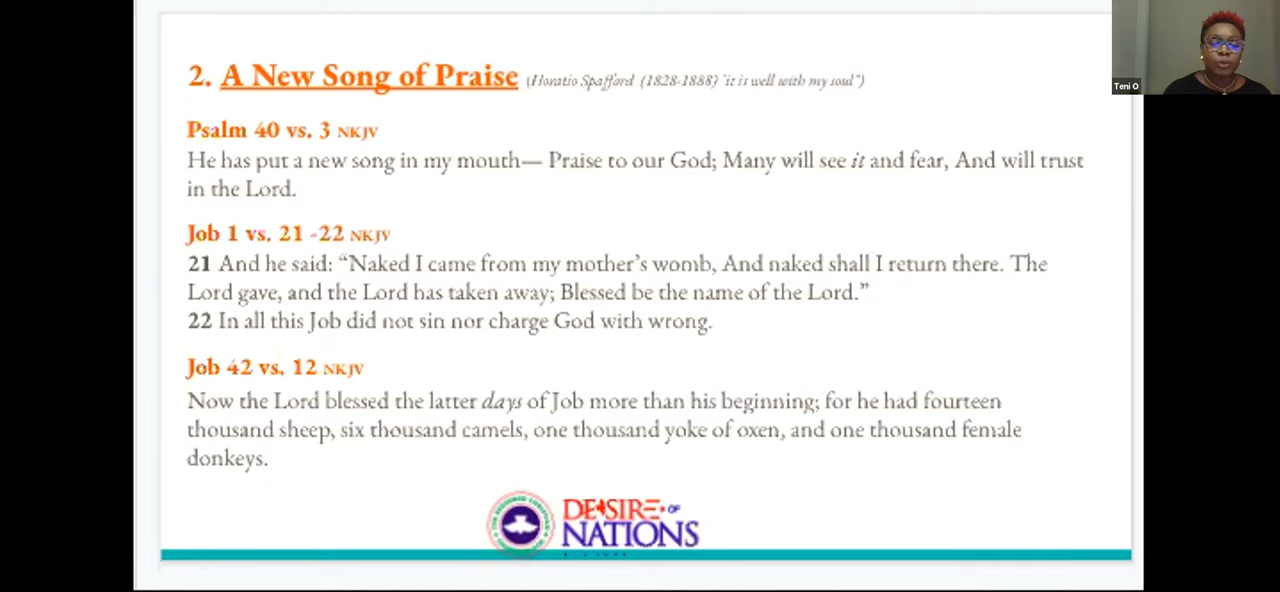 2. A New Song of Praise (Horatio Spafford (1828-1888) "it is well with my soul")
Teni O
Psalm 40 vs. 3 NKJV
He has put a new song in my mouth— Praise to our God; Many will see it and fear, And will trust
in the Lord.
Job 1 vs. 21 -22 NKJV
21 And he said: “Naked I came from my mother’s womb, And naked shall I return there. The
Lord gave, and the Lord has taken away; Blessed be the name of the Lord.”
22 In all this Job did not sin nor charge God with wrong.
Job 42 vs. 12 NKJV
Now the Lord blessed the latter days of Job more than his beginning; for he had fourteen
thousand sheep, six thousand camels, one thousand yoke of oxen, and one thousand female
donkeys.
DESIRE OF
NATIONS